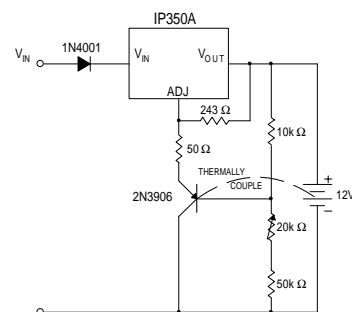 IP350A
1N4001
V_IN
V_IN
V_OUT
ADJ
243 Ω
10k Ω
50 Ω
THERMALLY
COUPLE
2N3906
+
12V
–
20k Ω
50k Ω